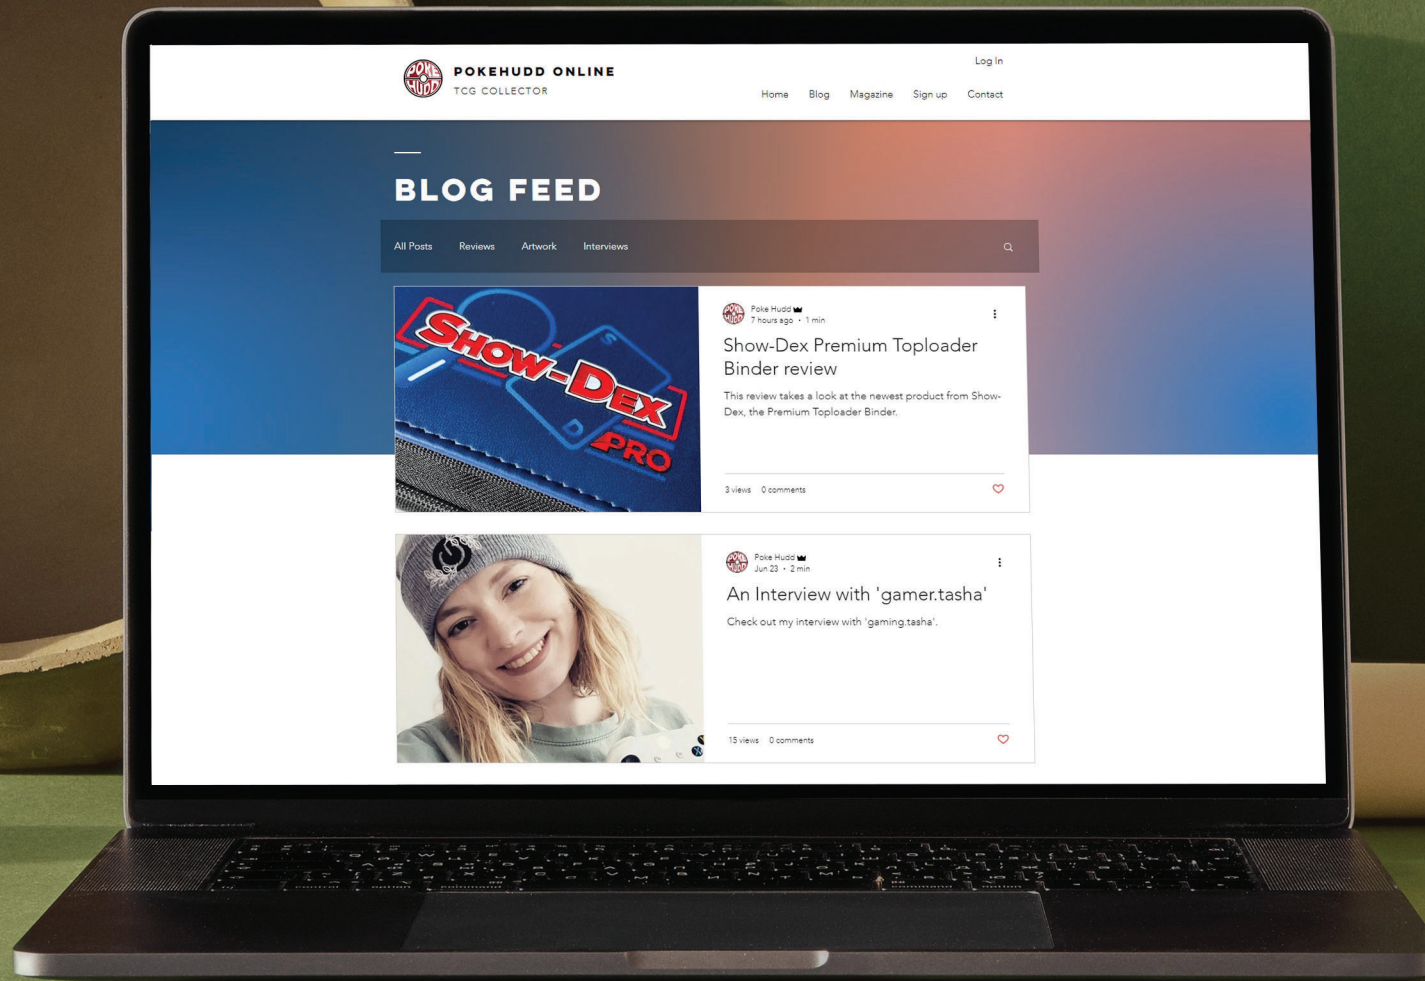 POKE
HUDD
POKEHUDD ONLINE
TCG COLLECTOR
Log In
Home Blog Magazine Sign up Contact
BLOG FEED
All Posts Reviews Artwork Interviews
SHOW-DEX
PRO
Poke Hudd
7 hours ago • 1 min
Show-Dex Premium Toploader
Binder review
This review takes a look at the newest product from Show-
Dex, the Premium Toploader Binder.
3 views 0 comments
Poke Hudd
Jun 23 • 2 min
An Interview with 'gamer.tasha'
Check out my interview with 'gaming.tasha'.
15 views 0 comments